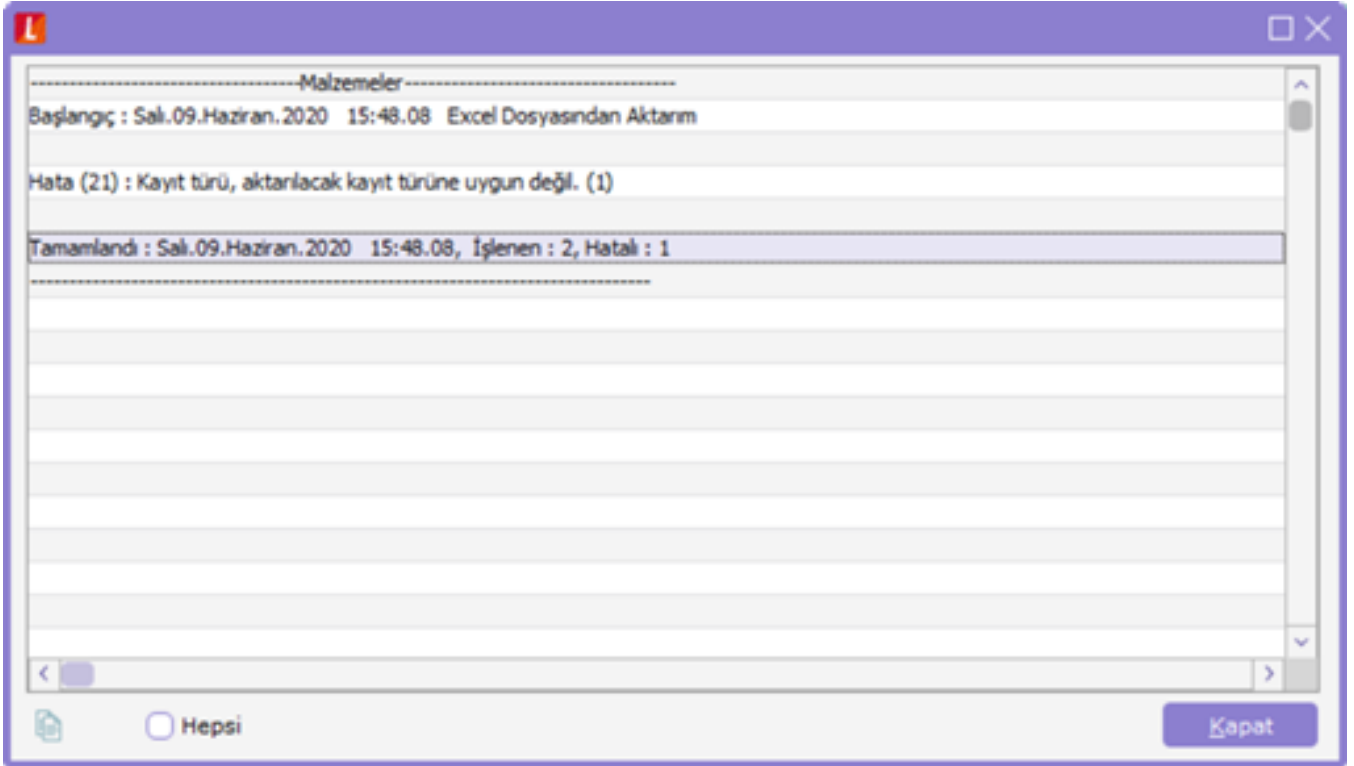 ------------------------------------Malzemeler------------------------------------
Başlangıç : Salı.09.Haziran.2020   15:48.08   Excel Dosyasından Aktarım
Hata (21) : Kayıt türü, aktarılacak kayıt türüne uygun değil. (1)
Tamamlandı : Salı.09.Haziran.2020   15:48.08,  İşlenen : 2, Hatalı : 1
--------------------------------------------------------------------------------
Hepsi
Kapat